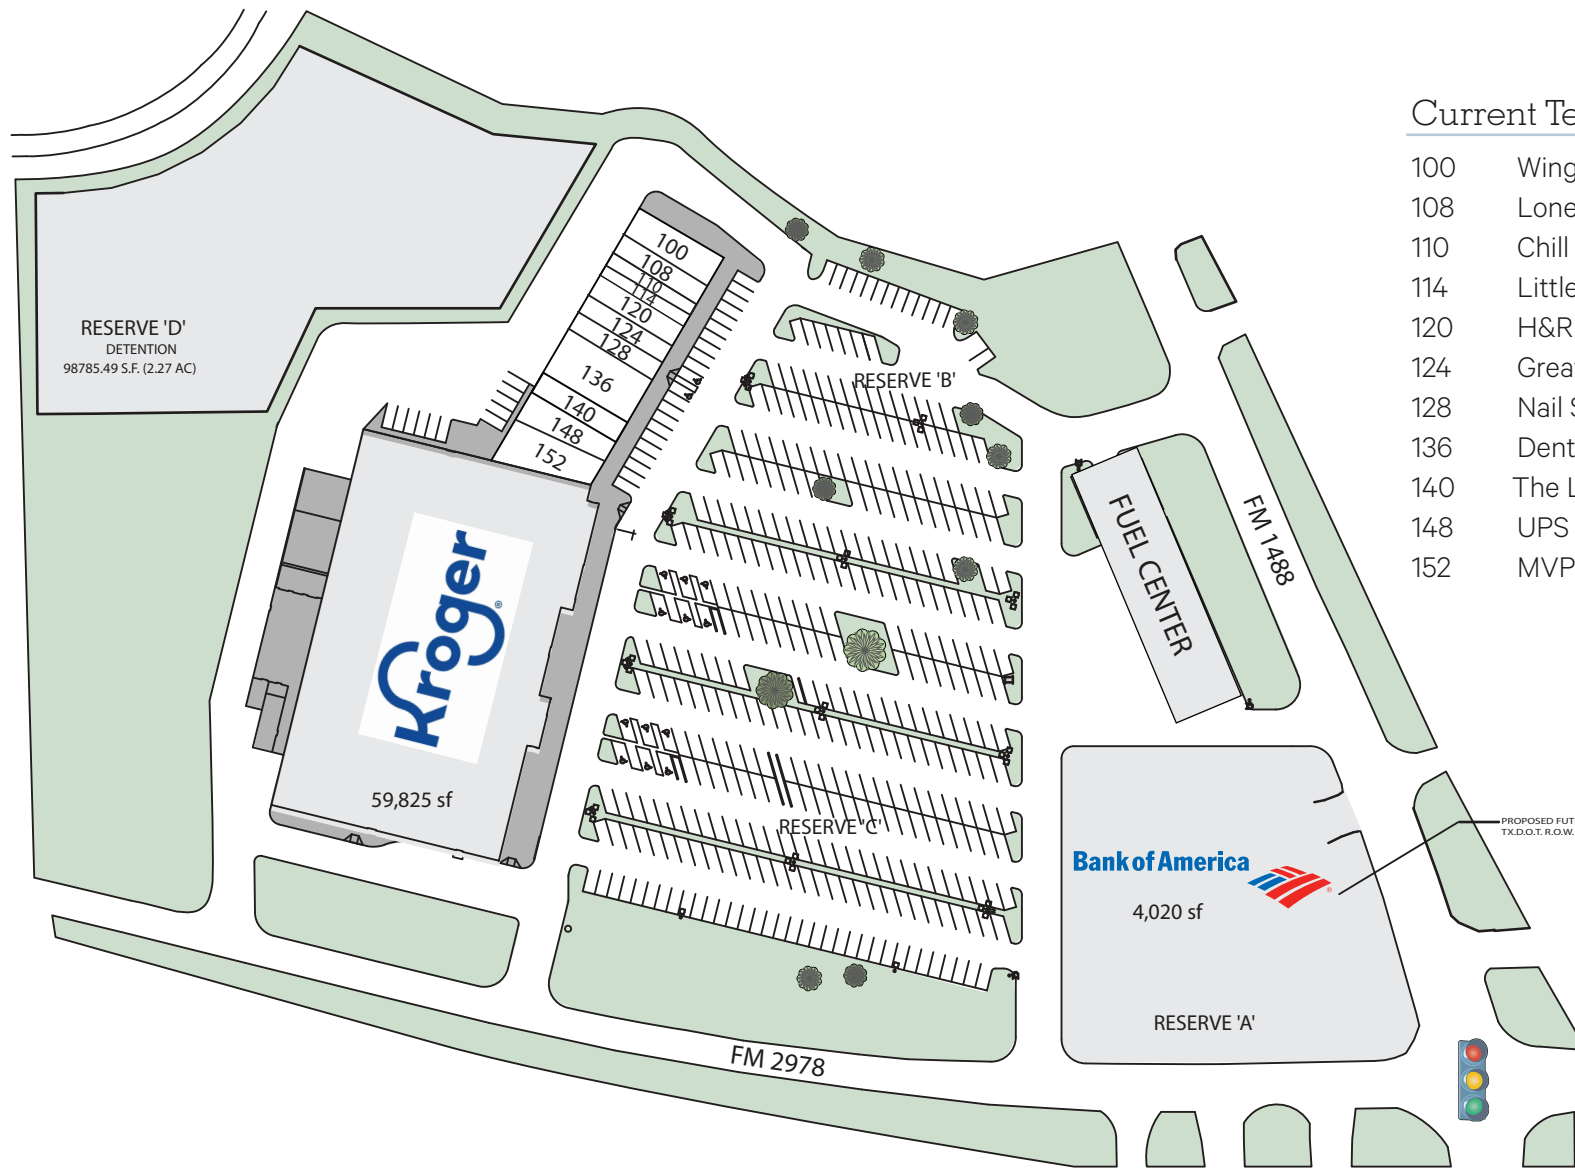 Current Te
100 Wing
108 Lone
110 Chill
114 Little
120 H&R
124 Grea
128 Nail S
136 Dent
140 The L
148 UPS
152 MVP
100
108
110
114
120
124
128
136
140
148
152
RESERVE 'D'
DETENTION
98785.49 S.F. (2.27 AC)
RESERVE 'B'
FUEL CENTER
FM 1488
Kroger
59,825 sf
RESERVE 'C'
PROPOSED FUT
TX.D.O.T. R.O.W.
Bank of America
4,020 sf
RESERVE 'A'
FM 2978